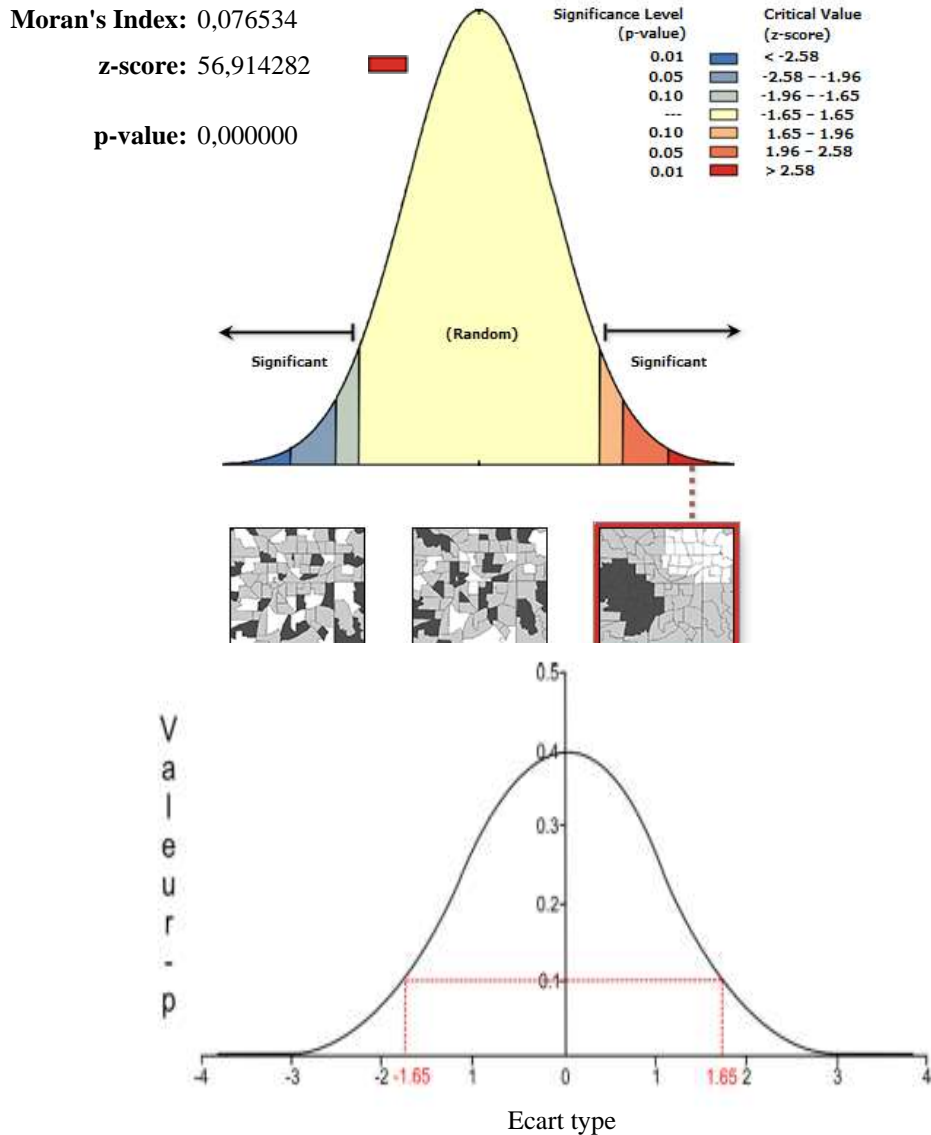 Moran's Index: 0,076534
z-score: 56,914282
p-value: 0,000000
Significance Level
(p-value)
Critical Value
(z-score)
0.01 < -2.58
0.05 -2.58 – -1.96
0.10 -1.96 – -1.65
--- -1.65 – 1.65
0.10 1.65 – 1.96
0.05 1.96 – 2.58
0.01 > 2.58
(Random)
Significant
Significant
Valeur-p
0.5
0.4
0.3
0.2
0.1
-4 -3 -2 -1.65 1 0 1 1.65 2 3 4
Ecart type